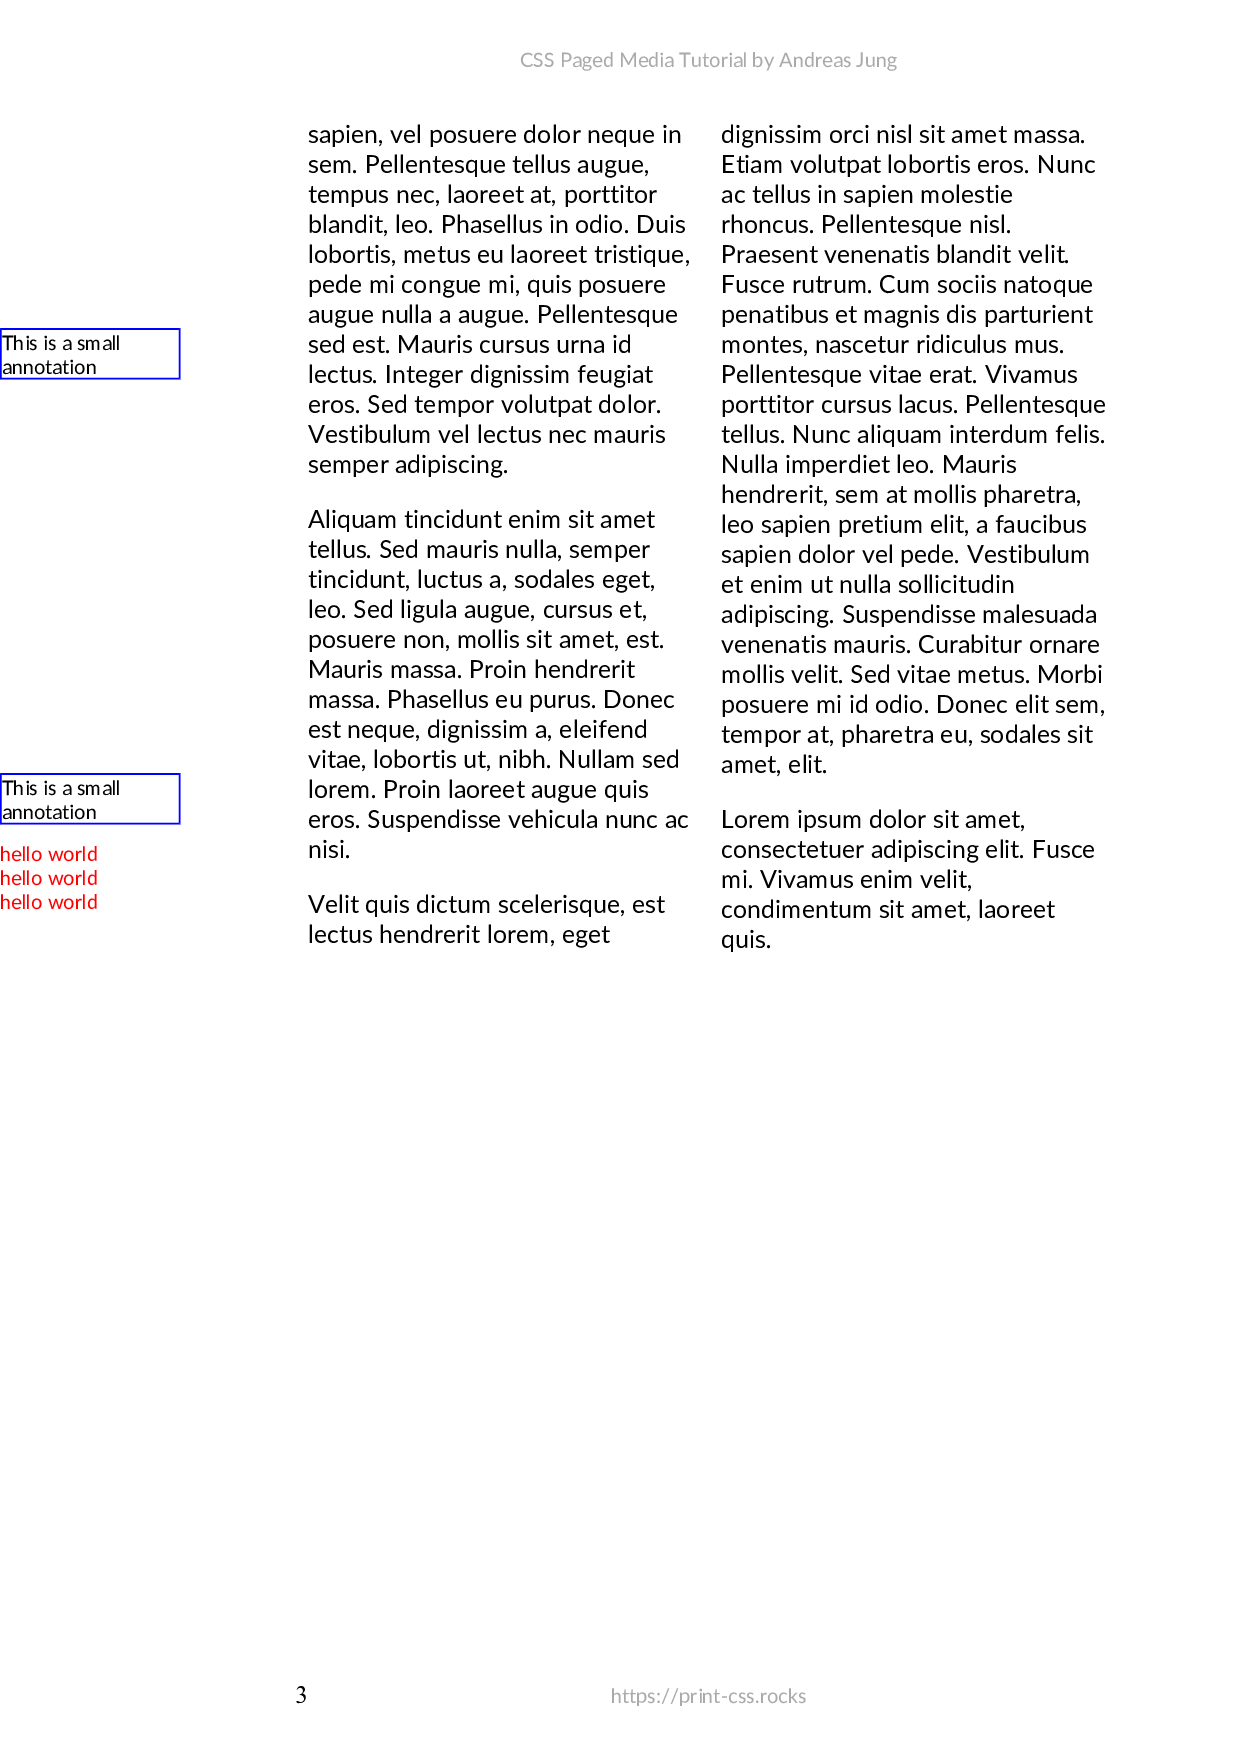 CSS Paged Media Tutorial by Andreas Jung
This is a small
annotation
This is a small
annotation
hello world
hello world
hello world
sapien, vel posuere dolor neque in
sem. Pellentesque tellus augue,
tempus nec, laoreet at, porttitor
blandit, leo. Phasellus in odio. Duis
lobortis, metus eu laoreet tristique,
pede mi congue mi, quis posuere
augue nulla a augue. Pellentesque
sed est. Mauris cursus urna id
lectus. Integer dignissim feugiat
eros. Sed tempor volutpat dolor.
Vestibulum vel lectus nec mauris
semper adipiscing.
Aliquam tincidunt enim sit amet
tellus. Sed mauris nulla, semper
tincidunt, luctus a, sodales eget,
leo. Sed ligula augue, cursus et,
posuere non, mollis sit amet, est.
Mauris massa. Proin hendrerit
massa. Phasellus eu purus. Donec
est neque, dignissim a, eleifend
vitae, lobortis ut, nibh. Nullam sed
lorem. Proin laoreet augue quis
eros. Suspendisse vehicula nunc ac
nisi.
Velit quis dictum scelerisque, est
lectus hendrerit lorem, eget
dignissim orci nisl sit amet massa.
Etiam volutpat lobortis eros. Nunc
ac tellus in sapien molestie
rhoncus. Pellentesque nisl.
Praesent venenatis blandit velit.
Fusce rutrum. Cum sociis natoque
penatibus et magnis dis parturient
montes, nascetur ridiculus mus.
Pellentesque vitae erat. Vivamus
porttitor cursus lacus. Pellentesque
tellus. Nunc aliquam interdum felis.
Nulla imperdiet leo. Mauris
hendrerit, sem at mollis pharetra,
leo sapien pretium elit, a faucibus
sapien dolor vel pede. Vestibulum
et enim ut nulla sollicitudin
adipiscing. Suspendisse malesuada
venenatis mauris. Curabitur ornare
mollis velit. Sed vitae metus. Morbi
posuere mi id odio. Donec elit sem,
tempor at, pharetra eu, sodales sit
amet, elit.
Lorem ipsum dolor sit amet,
consectetuer adipiscing elit. Fusce
mi. Vivamus enim velit,
condimentum sit amet, laoreet
quis.
3
https://print-css.rocks